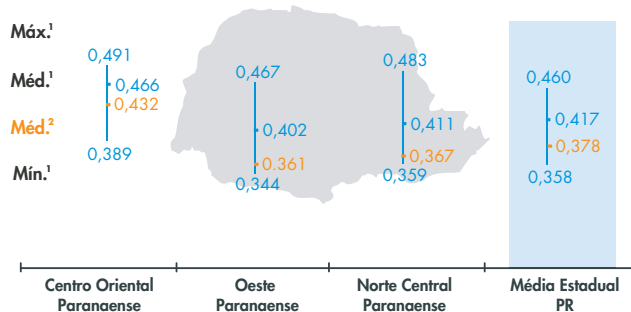 Máx.¹
Méd.¹
Méd.²
Mín.¹
0,491
0,466
0,432
0,389
0,467
0,402
0.361
0,344
0,483
0,411
0,367
0,359
0,460
0,417
0,378
0,358
Centro Oriental
Paranaense
Oeste
Paranaense
Norte Central
Paranaense
Média Estadual
PR